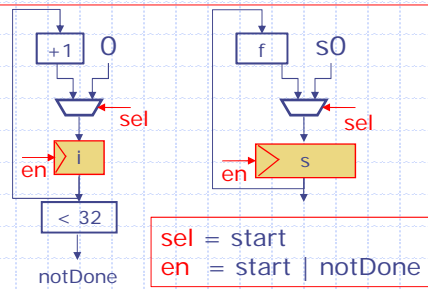 +1 0
sel
en i
< 32
notDone
f s0
sel
en s
sel = start
en = start | notDone